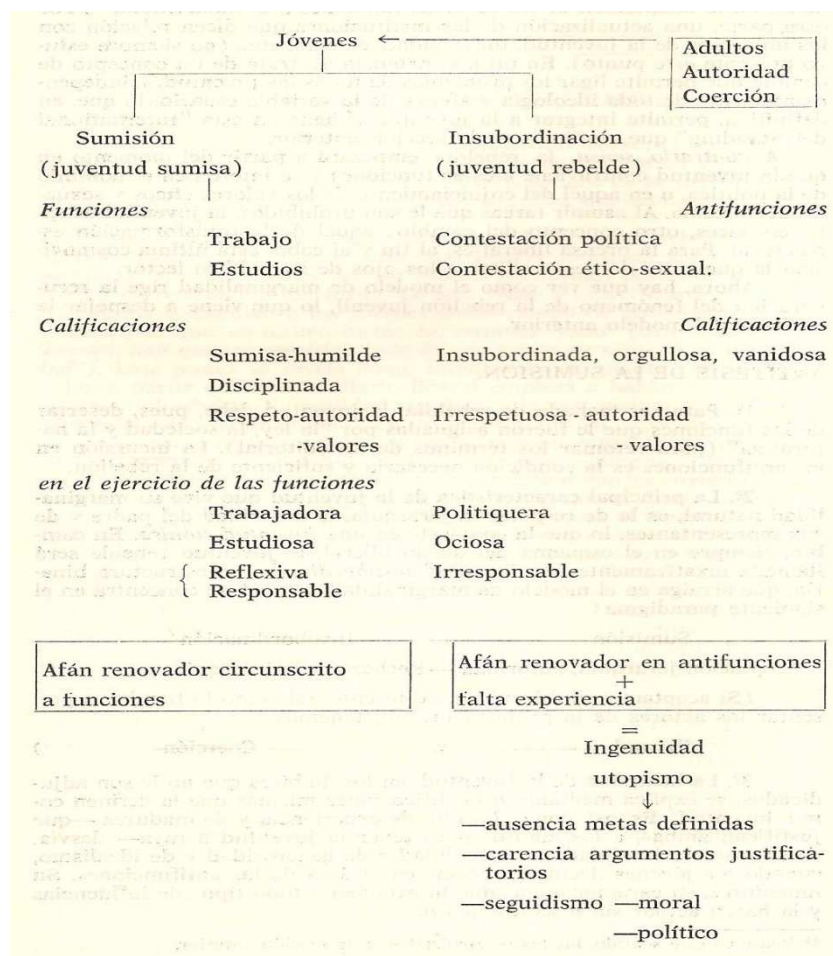 Jóvenes
Adultos
Autoridad
Coerción
Sumisión Insubordinación
(juventud sumisa) (juventud rebelde)
Funciones Antifunciones
Trabajo Contestación política
Estudios Contestación ético-sexual.
Calificaciones Calificaciones
Sumisa-humilde Insubordinada, orgullosa, vanidosa
Disciplinada
Respeto-autoridad Irrespetuosa - autoridad
-valores - valores
en el ejercicio de las funciones
Trabajadora Politiquera
Estudiosa Ociosa
Reflexiva Irresponsable
Responsable
Afán renovador circunscrito
a funciones
Afán renovador en antifunciones
+
falta experiencia
=
Ingenuidad
utopismo
↓
—ausencia metas definidas
—carencia argumentos justifica-
torios
—seguidismo —moral
—político